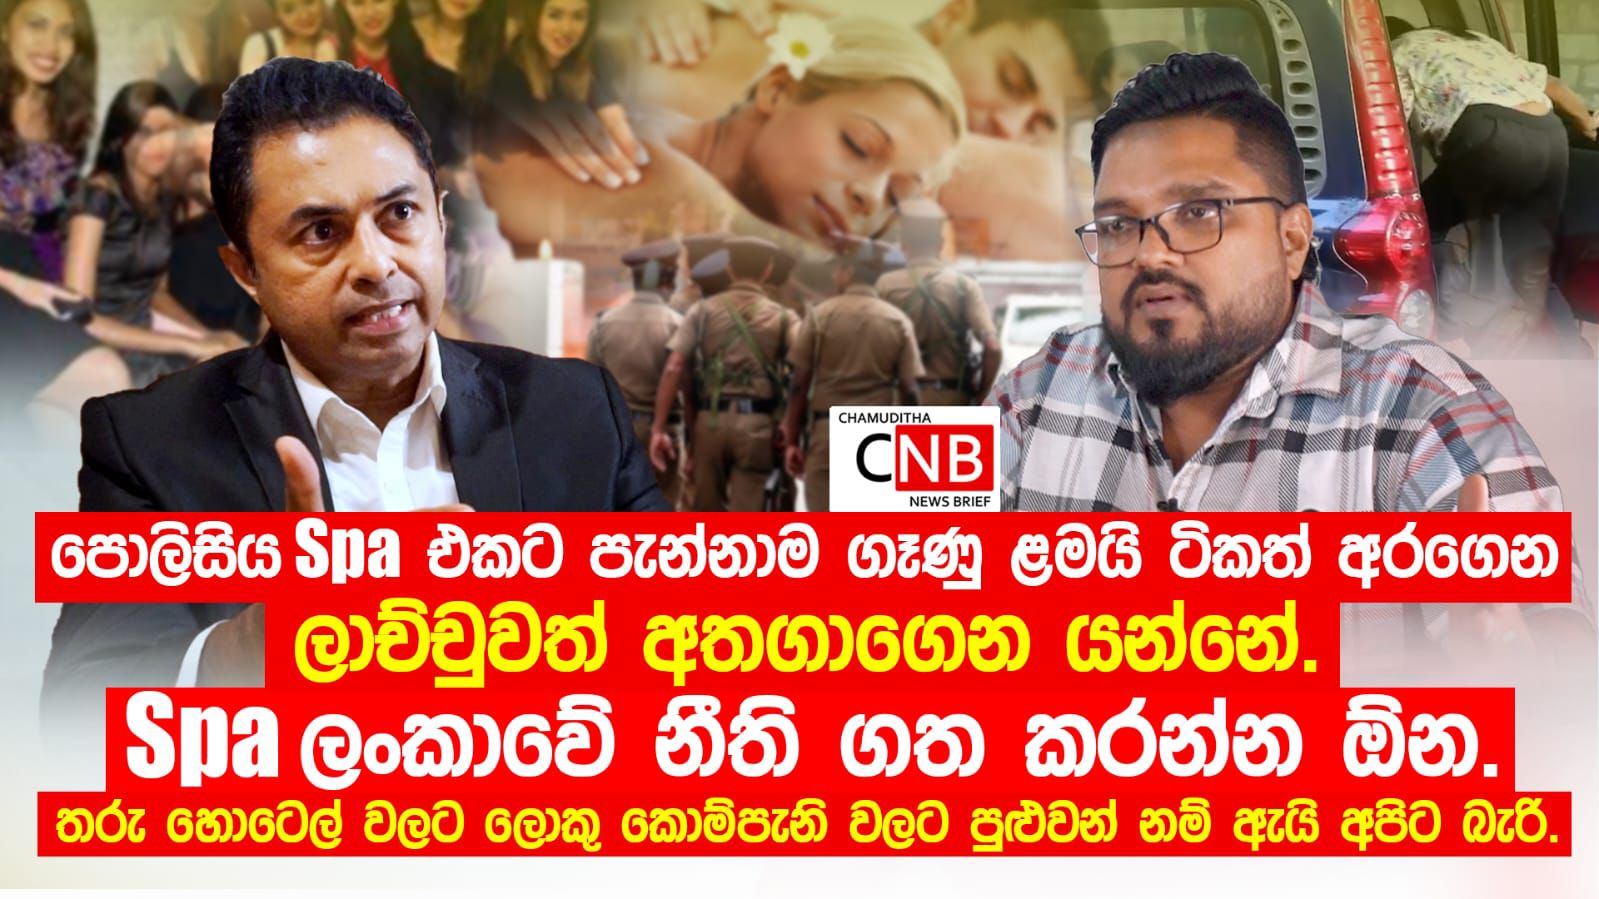 CHAMUDITHA
CNB
NEWS BRIEF
පොලිසිය Spa එකට පැන්නාම ගෑණු ළමයි ටිකත් අරගෙන
ලාච්චුවත් අතගාගෙන යන්නේ.
Spa ලංකාවේ නීති ගත කරන්න ඕන.
තරු හොටෙල් වලට ලොකු කොම්පැනි වලට පුළුවන් නම් ඇයි අපිට බැරි.